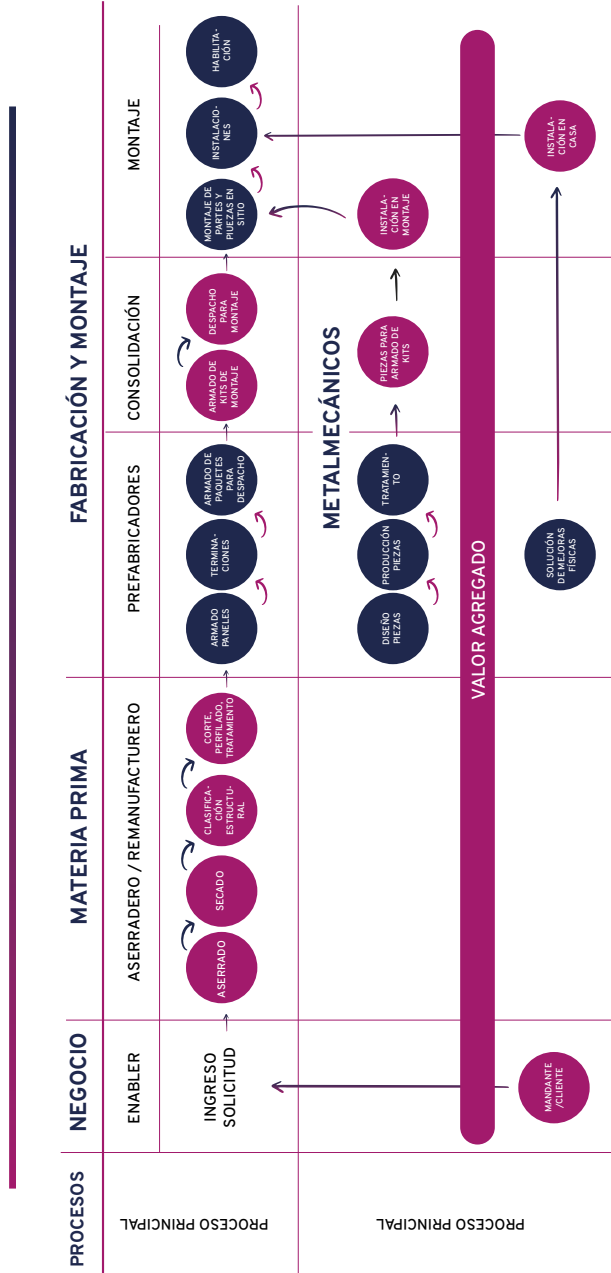 PROCESOS
NEGOCIO
MATERIA PRIMA
FABRICACIÓN Y MONTAJE
ENABLER
ASERRADERO / REMANUFACTURERO
PREFABRICADORES
CONSOLIDACIÓN
MONTAJE
PROCESO PRINCIPAL
INGRESO
SOLICITUD
ASERRADO
SECADO
CLASIFICA-
CIÓN
ESTRUCTU-
RAL
CORTE,
PERFILADO,
TRATAMIENTO
ARMADO
PANELES
TERMINA-
CIONES
ARMADO DE
PAQUETES
PARA
DESPACHO
ARMADO DE
KITS DE
MONTAJE
DESPACHO
PARA
MONTAJE
MONTAJE DE
PARTES Y
PIUEZAS EN
SITIO
INSTALACIO-
NES
HABILITA-
CIÓN
PROCESO PRINCIPAL
METALMECÁNICOS
DISEÑO
PIEZAS
PRODUCCIÓN
PIEZAS
TRATAMIEN-
TO
PIEZAS PARA
ARMADO DE
KITS
INSTALA-
CIÓN EN
MONTAJE
VALOR AGREGADO
MANDANTE
/CLIENTE
SOLUCIÓN
DE MEJORAS
FÍSICAS
INSTALA-
CIÓN EN
CASA